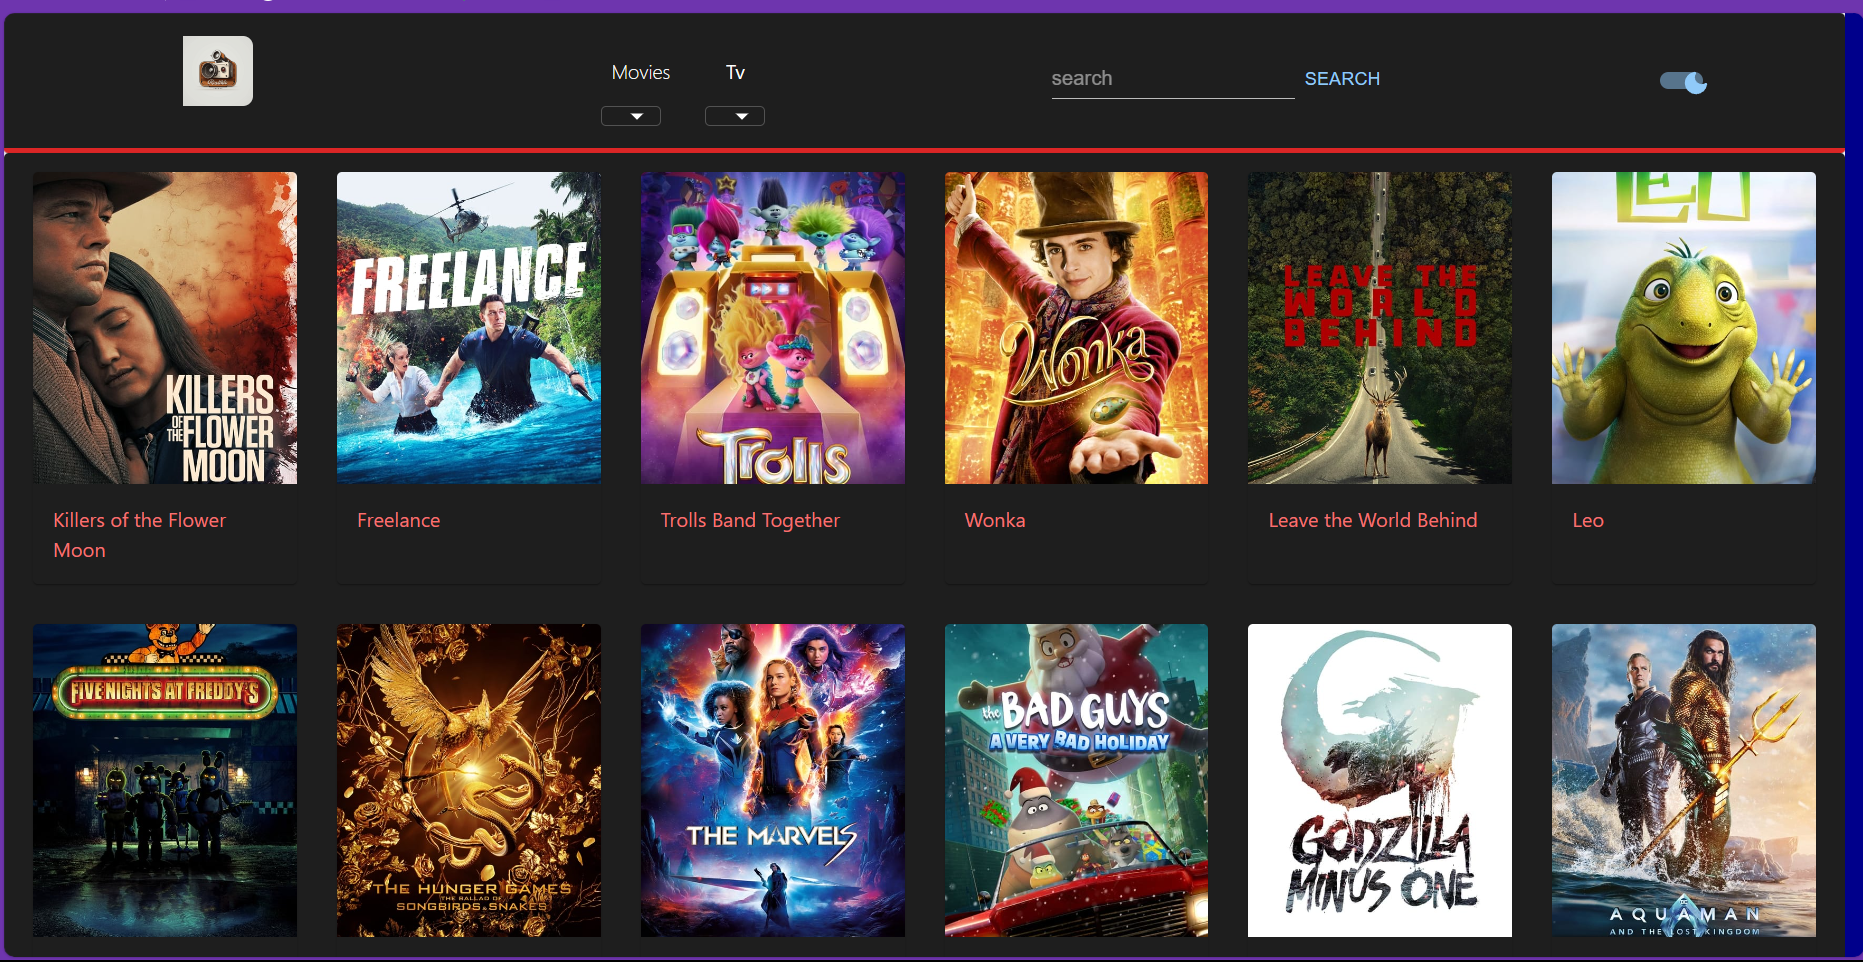 Movies
Tv
search
SEARCH
KILLERS
OF THE FLOWER
MOON
FREELANCE
Trolls
Wonka
LEAVE THE
WORLD
BEHIND
LEO
Killers of the Flower
Moon
Freelance
Trolls Band Together
Wonka
Leave the World Behind
Leo
FIVE NIGHTS AT FREDDY'S
THE HUNGER GAMES
THE BALLAD OF
SONGBIRDS & SNAKES
THE MARVELS
the BAD GUYS
A VERY BAD HOLIDAY
GODZILLA
MINUS ONE
DC
AQUAMAN
AND THE LOST KINGDOM